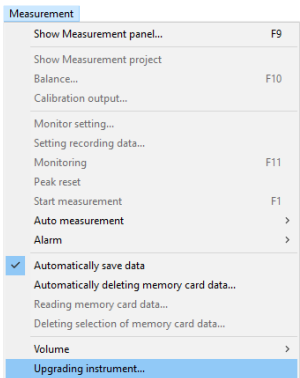 Measurement
Show Measurement panel... F9
Show Measurement project
Balance... F10
Calibration output...
Monitor setting...
Setting recording data...
Monitoring F11
Peak reset
Start measurement F1
Auto measurement
Alarm
Automatically save data
Automatically deleting memory card data...
Reading memory card data...
Deleting selection of memory card data...
Volume
Upgrading instrument...